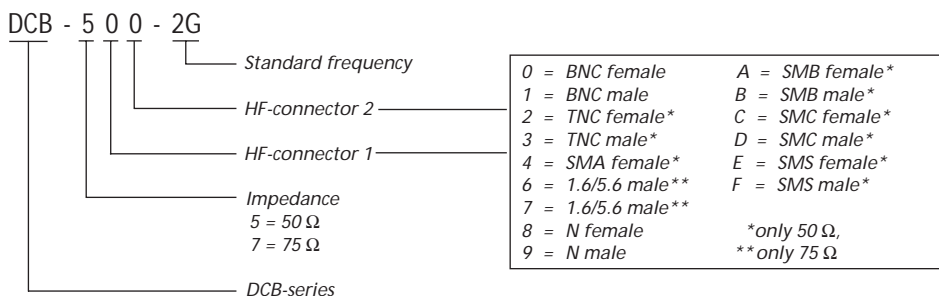 DCB - 5 0 0 - 2G
Standard frequency
HF-connector 2
HF-connector 1
Impedance
5 = 50 Ω
7 = 75 Ω
DCB-series
0 = BNC female
1 = BNC male
2 = TNC female*
3 = TNC male*
4 = SMA female*
6 = 1.6/5.6 male**
7 = 1.6/5.6 male**
8 = N female
9 = N male
A = SMB female*
B = SMB male*
C = SMC female*
D = SMC male*
E = SMS female*
F = SMS male*
*only 50 Ω,
**only 75 Ω